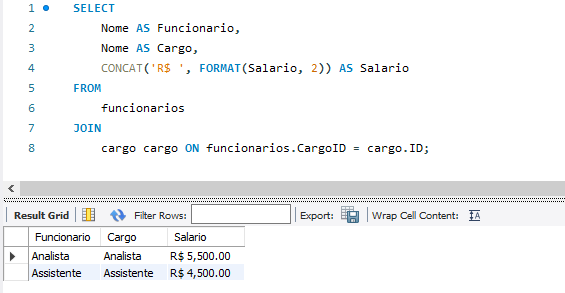 1 SELECT
2 Nome AS Funcionario,
3 Nome AS Cargo,
4 CONCAT('R$ ', FORMAT(Salario, 2)) AS Salario
5 FROM
6 funcionarios
7 JOIN
8 cargo cargo ON funcionarios.CargoID = cargo.ID;
Result Grid Filter Rows: Export: Wrap Cell Content: IA
Funcionario Cargo Salario
Analista Analista R$ 5,500.00
Assistente Assistente R$ 4,500.00